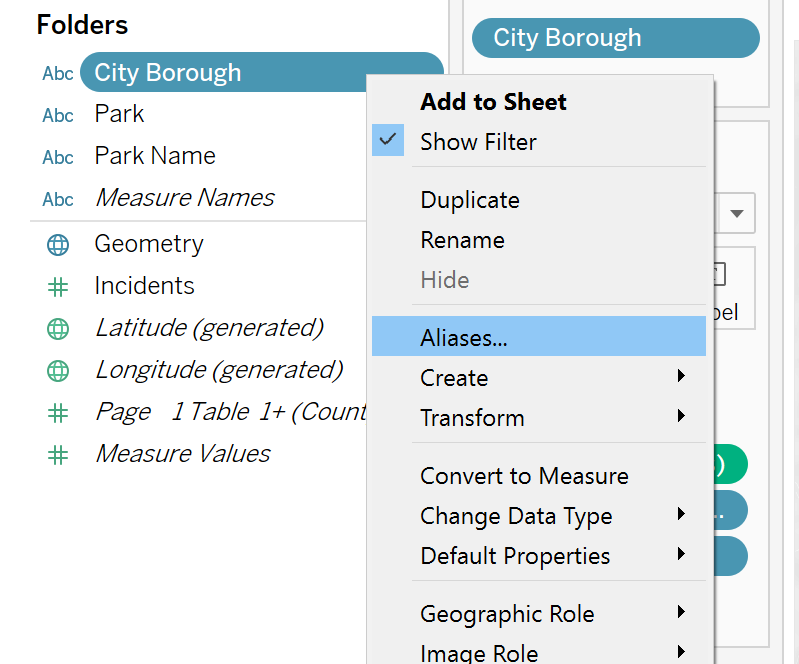 Folders
City Borough
Abc City Borough
Abc Park
Abc Park Name
Abc Measure Names
Geometry
Incidents
Latitude (generated)
Longitude (generated)
Page 1 Table 1+ (Count
Measure Values
Add to Sheet
Show Filter
Duplicate
Rename
Hide
Aliases...
Create
Transform
Convert to Measure
Change Data Type
Default Properties
Geographic Role
Image Role